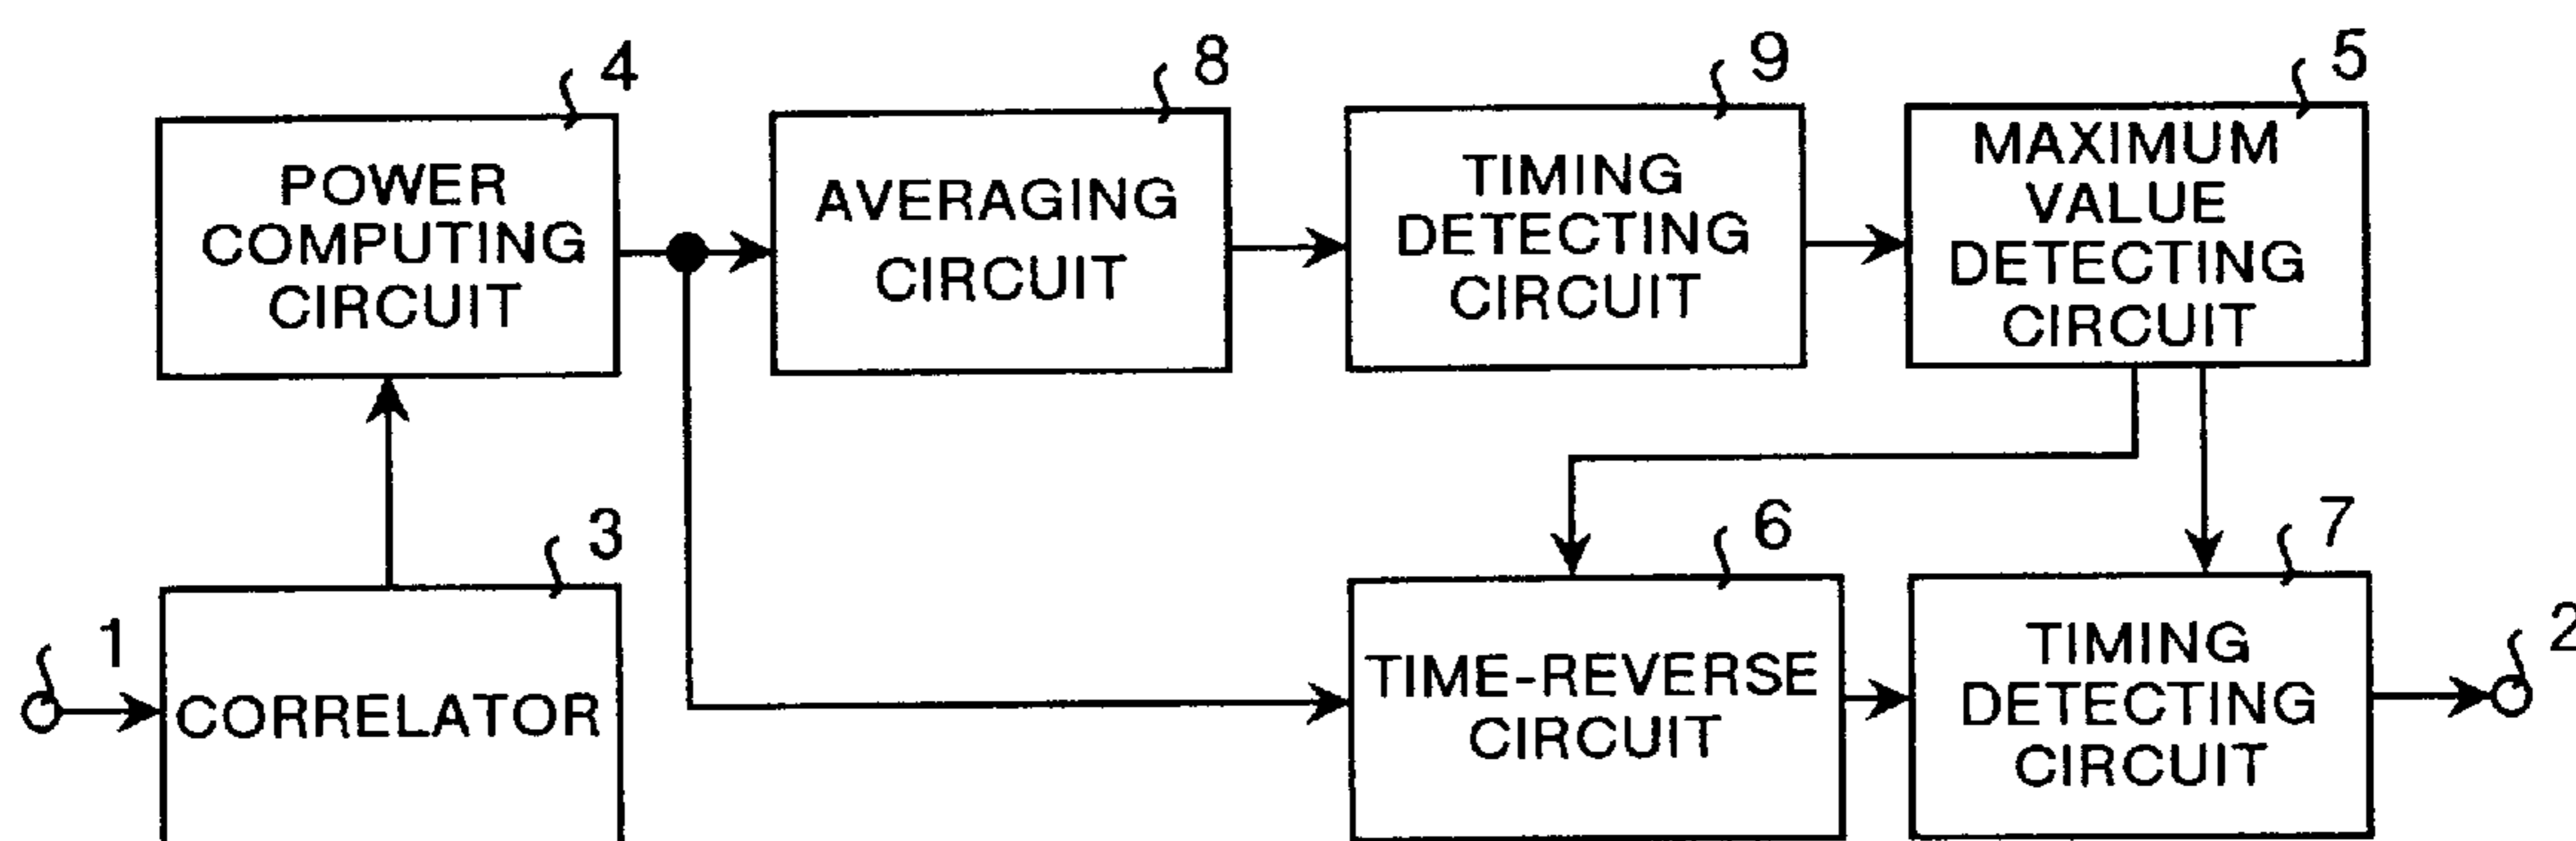 4
POWER
COMPUTING
CIRCUIT
8
AVERAGING
CIRCUIT
9
TIMING
DETECTING
CIRCUIT
5
MAXIMUM
VALUE
DETECTING
CIRCUIT
1
3
CORRELATOR
6
TIME-REVERSE
CIRCUIT
7
TIMING
DETECTING
CIRCUIT
2